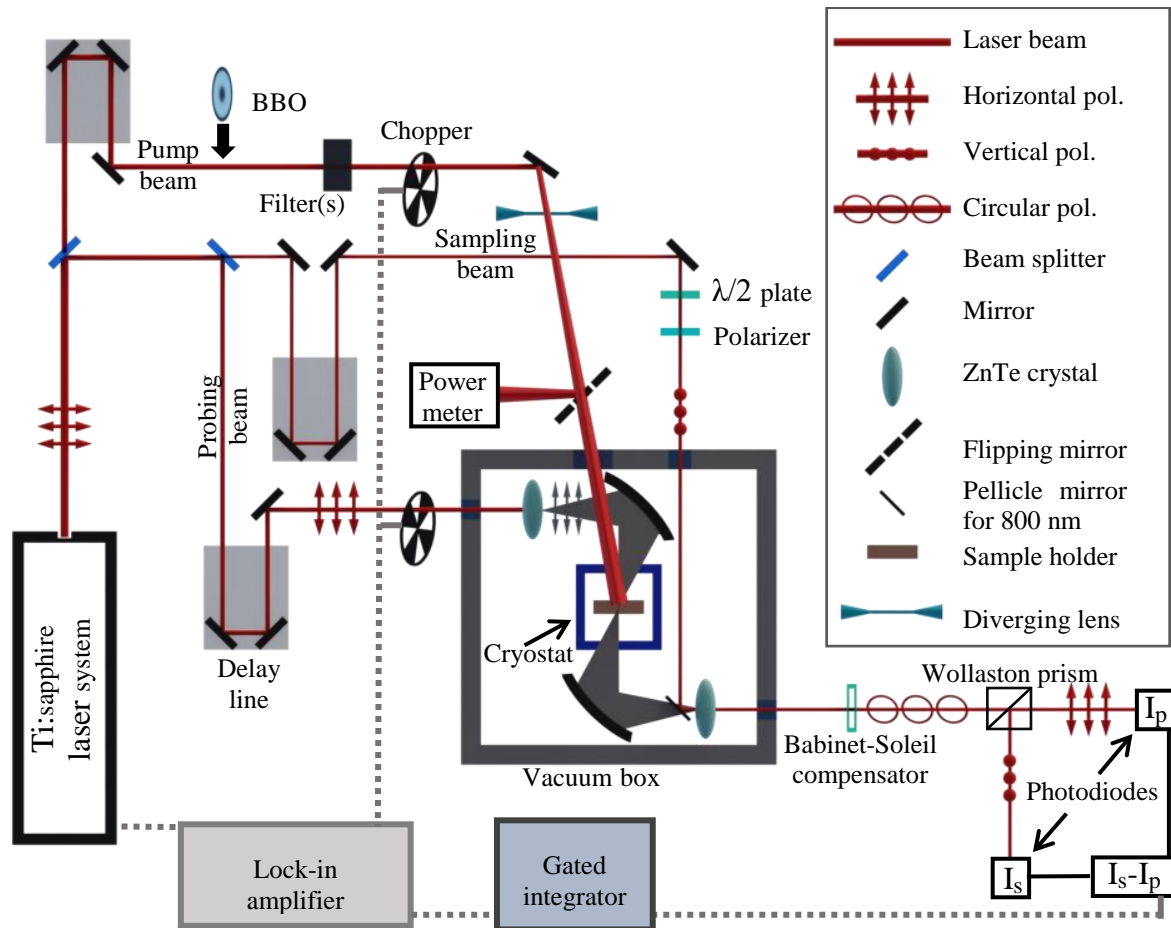 BBO
Pump
beam
Chopper
Filter(s)
Sampling
beam
λ/2 plate
Polarizer
Probing
beam
Power
meter
Ti:sapphire
laser system
Delay
line
Cryostat
Vacuum box
Wollaston prism
Babinet-Soleil
compensator
Photodiodes
Ip
Is
Is-Ip
Lock-in
amplifier
Gated
integrator
Laser beam
Horizontal pol.
Vertical pol.
Circular pol.
Beam splitter
Mirror
ZnTe crystal
Flipping mirror
Pellicle mirror
for 800 nm
Sample holder
Diverging lens